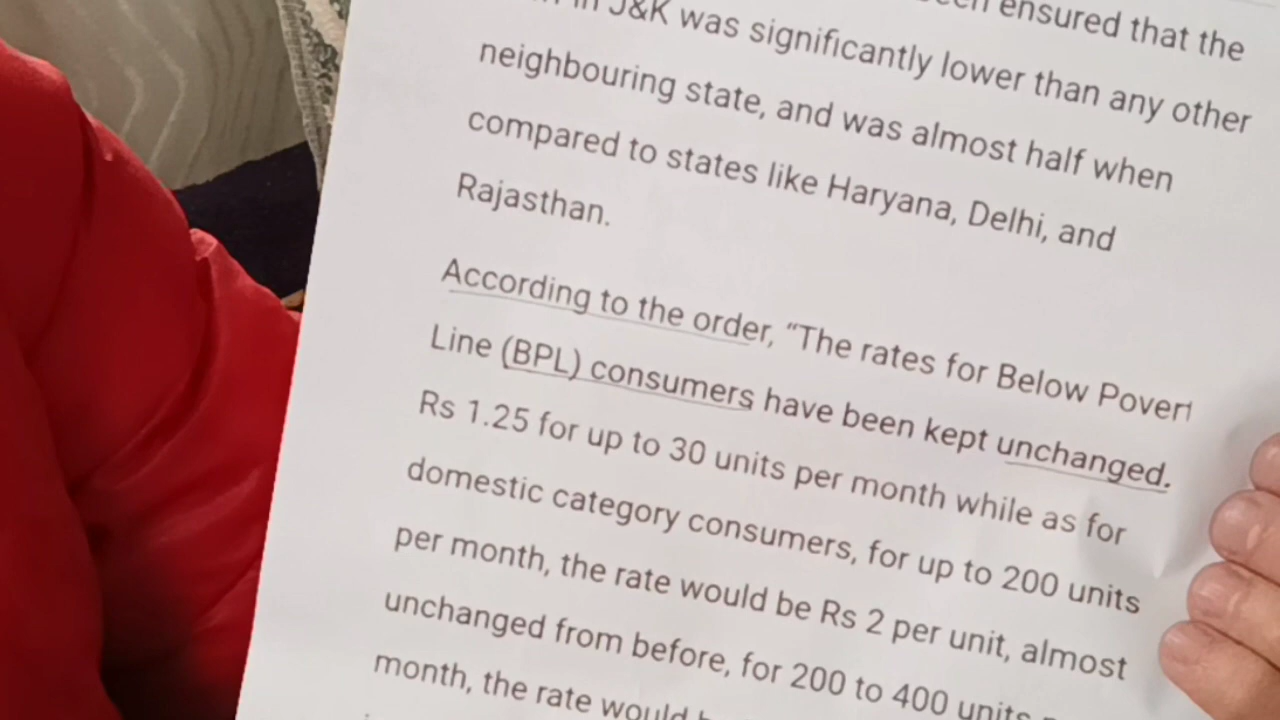 ensured that the
J&K was significantly lower than any other
neighbouring state, and was almost half when
compared to states like Haryana, Delhi, and
Rajasthan.
According to the order, “The rates for Below
Line (BPL) consumers have been kept unchanged.
Rs 1.25 for up to 30 units per month while as for
domestic category consumers, for up to 200 units
per month, the rate would be Rs 2 per unit, almost
unchanged from before, for 200 to 400 units
month, the rate would